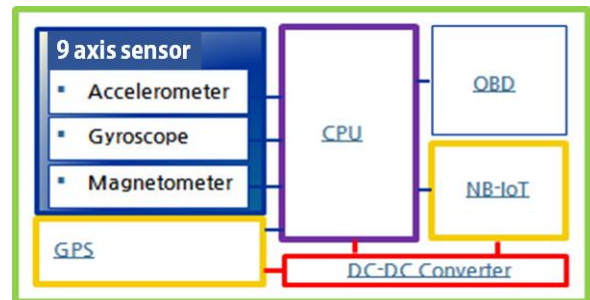 9 axis sensor
▪ Accelerometer
▪ Gyroscope
▪ Magnetometer
GPS
CPU
OBD
NB-IoT
DC-DC Converter